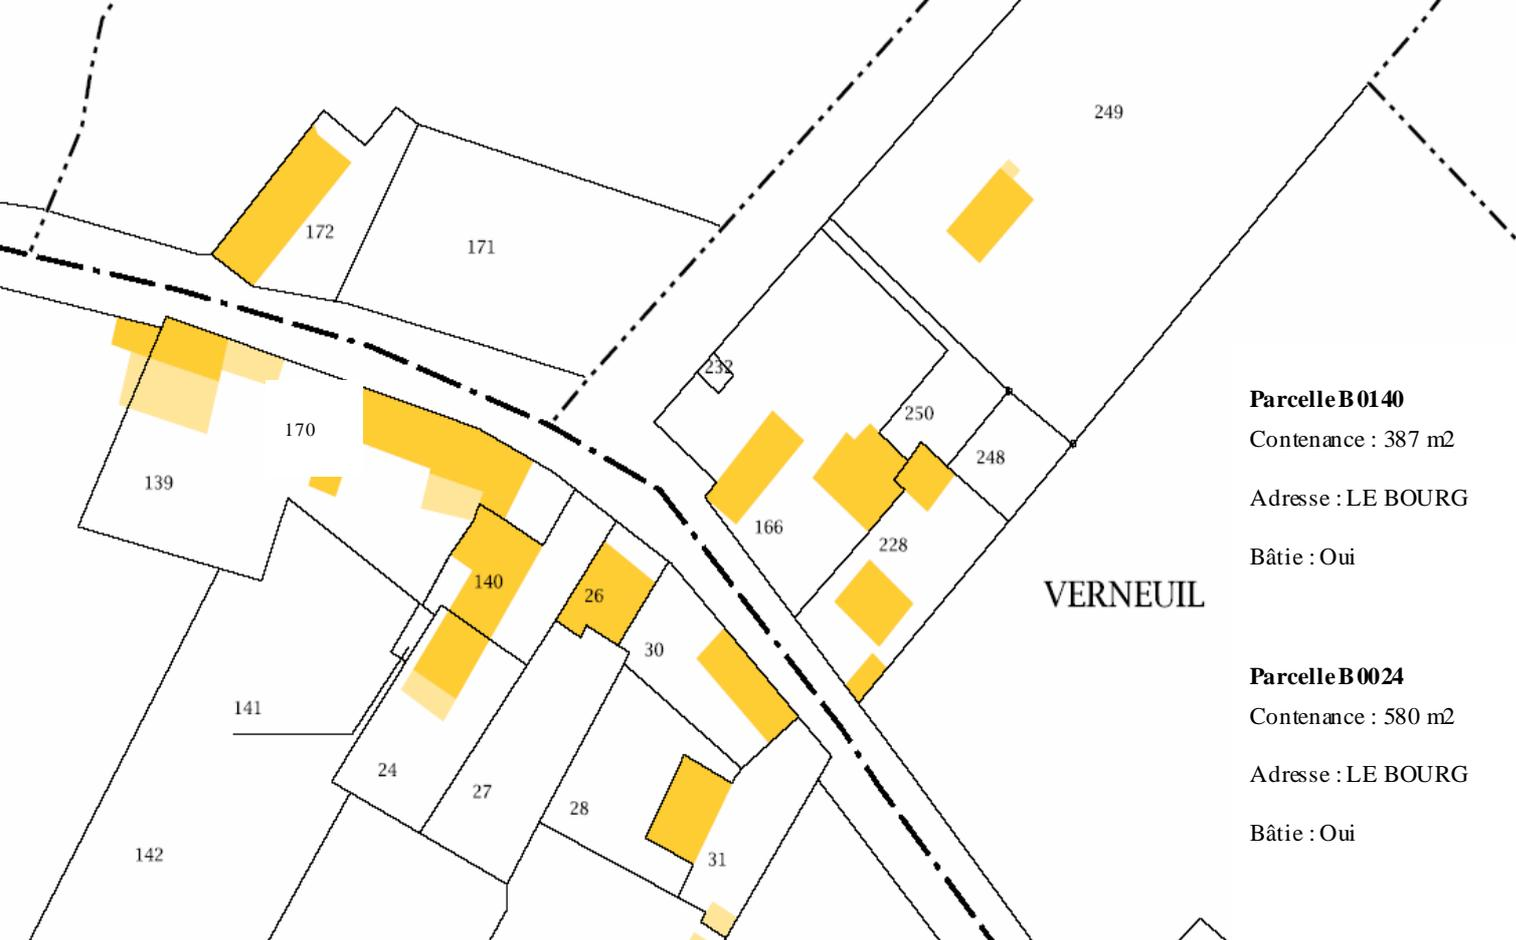 249
172
171
232
250
170
248
139
166
228
140
26
30
141
24
27
28
142
31
VERNEUIL
Parcelle B 0140
Contenance : 387 m2
Adresse : LE BOURG
Bâtie : Oui
Parcelle B 0024
Contenance : 580 m2
Adresse : LE BOURG
Bâtie : Oui